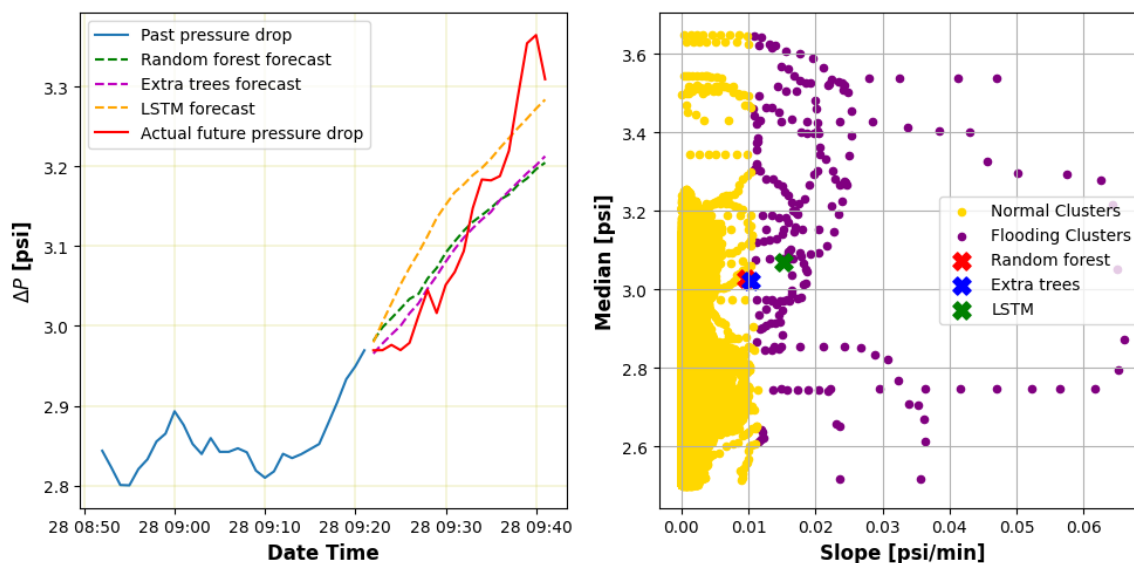 Past pressure drop
Random forest forecast
Extra trees forecast
LSTM forecast
Actual future pressure drop
3.3
3.2
3.1
3.0
2.9
2.8
ΔP [psi]
28 08:50 28 09:00 28 09:10 28 09:20 28 09:30 28 09:40
Date Time
3.6
3.4
3.2
3.0
2.8
2.6
Median [psi]
Normal Clusters
Flooding Clusters
Random forest
Extra trees
LSTM
0.00 0.01 0.02 0.03 0.04 0.05 0.06
Slope [psi/min]